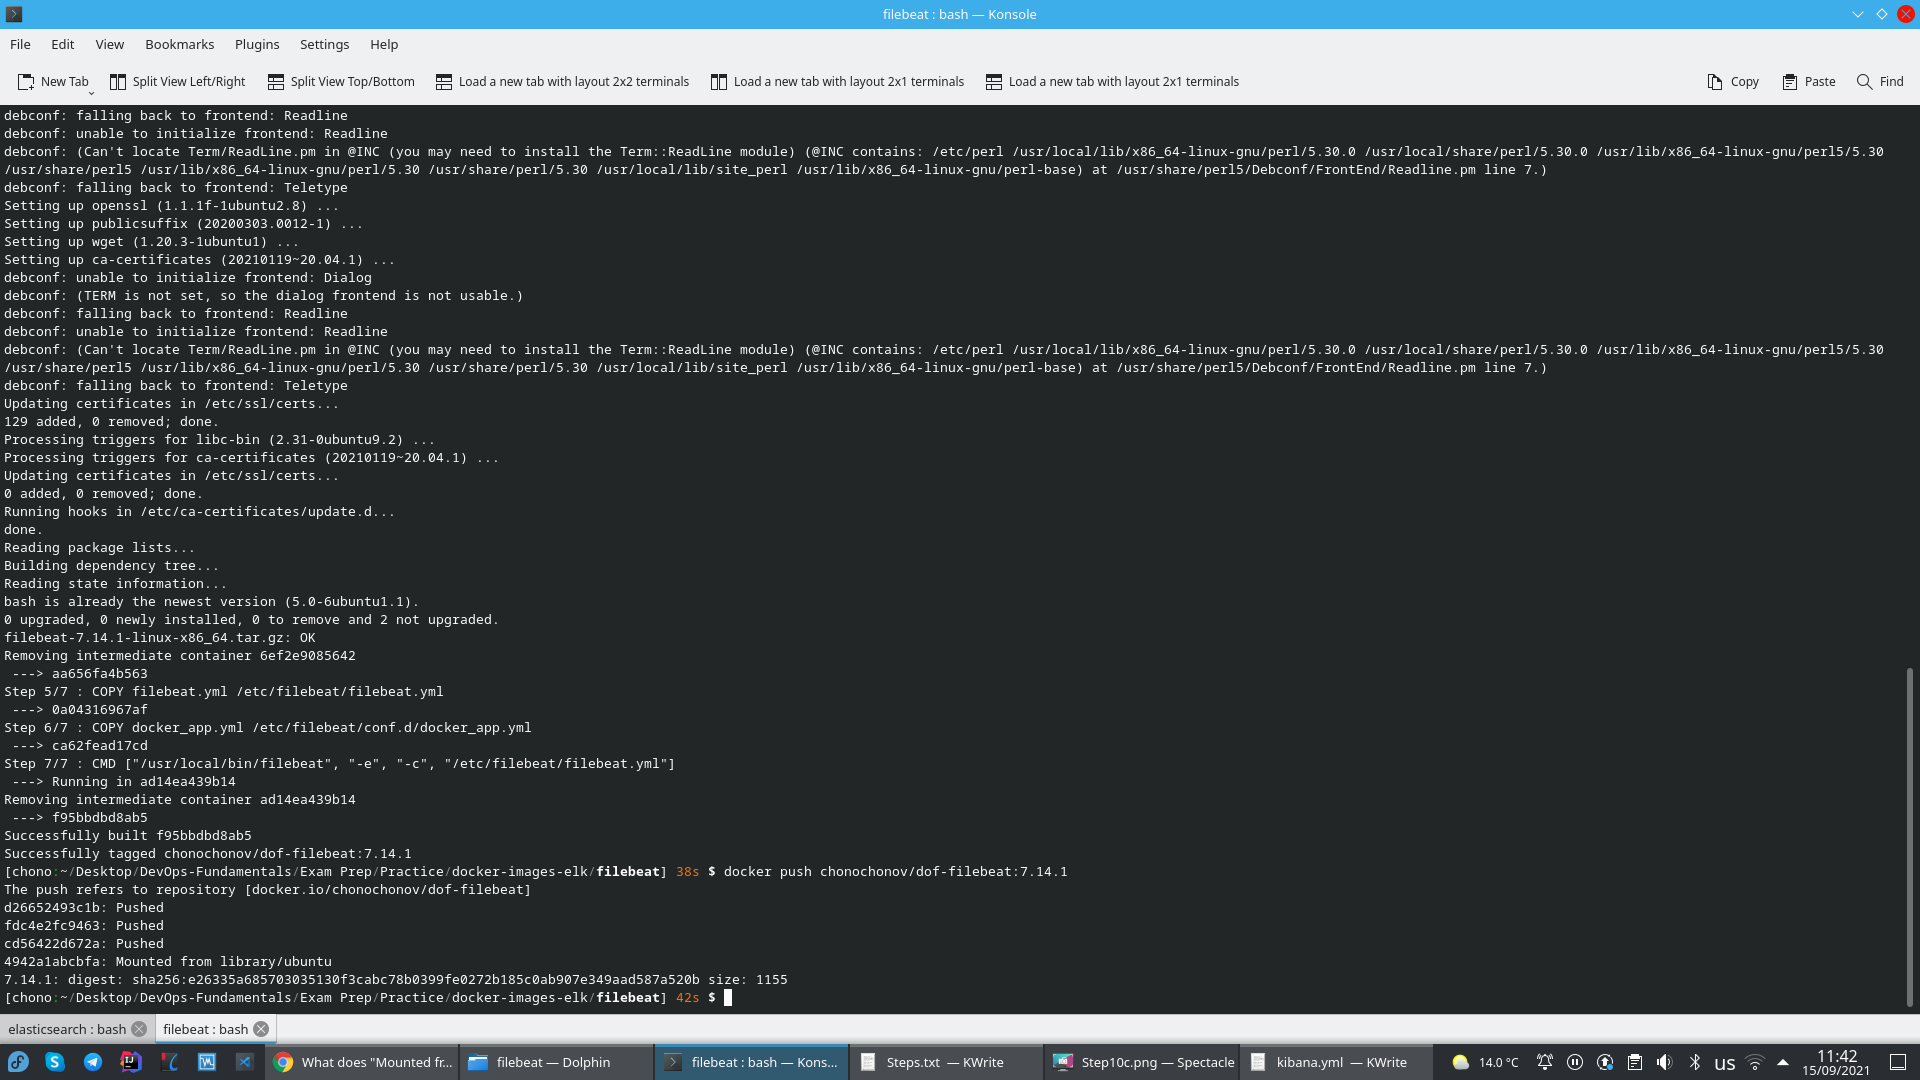 filebeat : bash — Konsole
File Edit View Bookmarks Plugins Settings Help
New Tab Split View Left/Right Split View Top/Bottom Load a new tab with layout 2x2 terminals Load a new tab with layout 2x1 terminals Load a new tab with layout 2x1 terminals Copy Paste Find
debconf: falling back to frontend: Readline
debconf: unable to initialize frontend: Readline
debconf: (Can't locate Term/ReadLine.pm in @INC (you may need to install the Term::ReadLine module) (@INC contains: /etc/perl /usr/local/lib/x86_64-linux-gnu/perl/5.30.0 /usr/local/share/perl/5.30.0 /usr/lib/x86_64-linux-gnu/perl5/5.30
/usr/share/perl5 /usr/lib/x86_64-linux-gnu/perl/5.30 /usr/share/perl/5.30 /usr/local/lib/site_perl /usr/lib/x86_64-linux-gnu/perl-base) at /usr/share/perl5/Debconf/FrontEnd/Readline.pm line 7.)
debconf: falling back to frontend: Teletype
Setting up openssl (1.1.1f-1ubuntu2.8) ...
Setting up publicsuffix (20200303.0012-1) ...
Setting up wget (1.20.3-1ubuntu1) ...
Setting up ca-certificates (20210119~20.04.1) ...
debconf: unable to initialize frontend: Dialog
debconf: (TERM is not set, so the dialog frontend is not usable.)
debconf: falling back to frontend: Readline
debconf: unable to initialize frontend: Readline
debconf: (Can't locate Term/ReadLine.pm in @INC (you may need to install the Term::ReadLine module) (@INC contains: /etc/perl /usr/local/lib/x86_64-linux-gnu/perl/5.30.0 /usr/local/share/perl/5.30.0 /usr/lib/x86_64-linux-gnu/perl5/5.30
/usr/share/perl5 /usr/lib/x86_64-linux-gnu/perl/5.30 /usr/share/perl/5.30 /usr/local/lib/site_perl /usr/lib/x86_64-linux-gnu/perl-base) at /usr/share/perl5/Debconf/FrontEnd/Readline.pm line 7.)
debconf: falling back to frontend: Teletype
Updating certificates in /etc/ssl/certs...
129 added, 0 removed; done.
Processing triggers for libc-bin (2.31-0ubuntu9.2) ...
Processing triggers for ca-certificates (20210119~20.04.1) ...
Updating certificates in /etc/ssl/certs...
0 added, 0 removed; done.
Running hooks in /etc/ca-certificates/update.d...
done.
Reading package lists...
Building dependency tree...
Reading state information...
bash is already the newest version (5.0-6ubuntu1.1).
0 upgraded, 0 newly installed, 0 to remove and 2 not upgraded.
filebeat-7.14.1-linux-x86_64.tar.gz: OK
Removing intermediate container 6ef2e9085642
---> aa656fa4b563
Step 5/7 : COPY filebeat.yml /etc/filebeat/filebeat.yml
---> 0a04316967af
Step 6/7 : COPY docker_app.yml /etc/filebeat/conf.d/docker_app.yml
---> ca62fead17cd
Step 7/7 : CMD ["/usr/local/bin/filebeat", "-e", "-c", "/etc/filebeat/filebeat.yml"]
---> Running in ad14ea439b14
Removing intermediate container ad14ea439b14
---> f95bbdbd8ab5
Successfully built f95bbdbd8ab5
Successfully tagged chonochonov/dof-filebeat:7.14.1
[chono:~/Desktop/DevOps-Fundamentals/Exam Prep/Practice/docker-images-elk/filebeat] 38s $ docker push chonochonov/dof-filebeat:7.14.1
The push refers to repository [docker.io/chonochonov/dof-filebeat]
d26652493c1b: Pushed
fdc4e2fc9463: Pushed
cd56422d672a: Pushed
4942a1abcbfa: Mounted from library/ubuntu
7.14.1: digest: sha256:e26335a685703035130f3cabc78b0399fe0272b185c0ab907e349aad587a520b size: 1155
[chono:~/Desktop/DevOps-Fundamentals/Exam Prep/Practice/docker-images-elk/filebeat] 42s $
elasticsearch : bash filebeat : bash
What does "Mounted fr... filebeat — Dolphin filebeat : bash — Kons... Steps.txt — KWrite Step10c.png — Spectacle kibana.yml — KWrite 14.0 °C us 11:42
15/09/2021